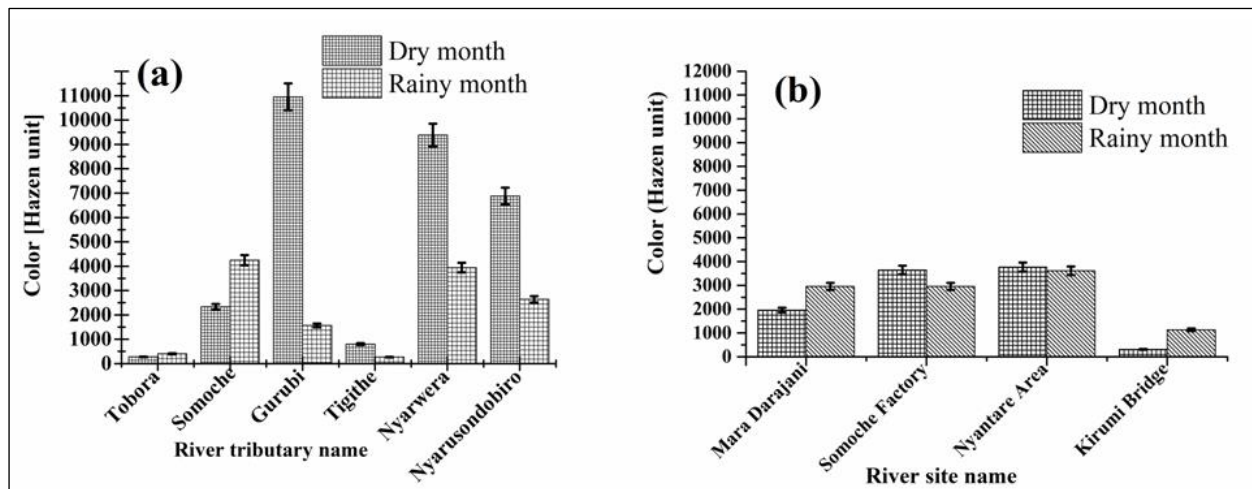 (a)
Dry month
Rainy month
Color [Hazen unit]
11000
10000
9000
8000
7000
6000
5000
4000
3000
2000
1000
0
Tobora
Somoche
Gurubi
Tigithe
Nyarwera
Nyarusondobiro
River tributary name
(b)
Dry month
Rainy month
Color (Hazen unit)
12000
11000
10000
9000
8000
7000
6000
5000
4000
3000
2000
1000
0
Mara Darajani
Somoche Factory
Nyantare Area
Kirumi Bridge
River site name